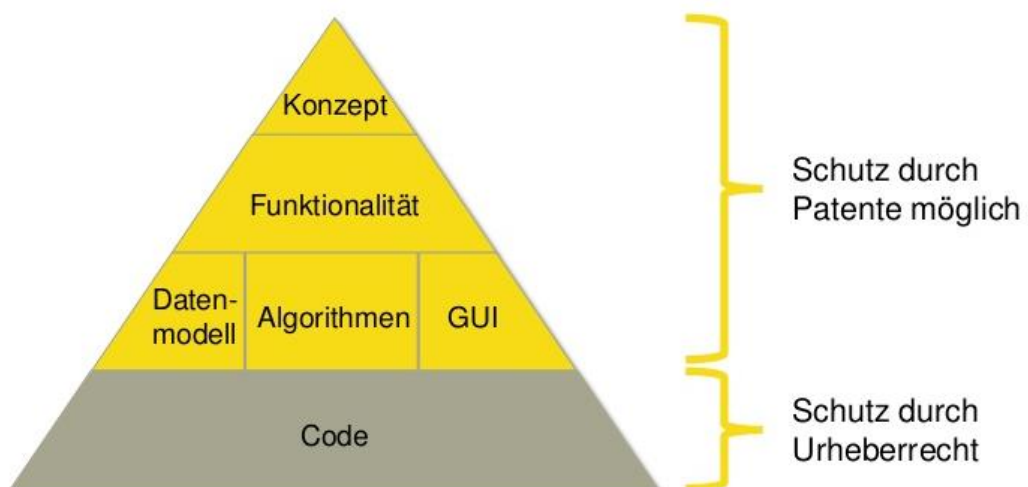 Konzept
Funktionalität
Daten-
modell
Algorithmen
GUI
Code
Schutz durch
Patente möglich
Schutz durch
Urheberrecht